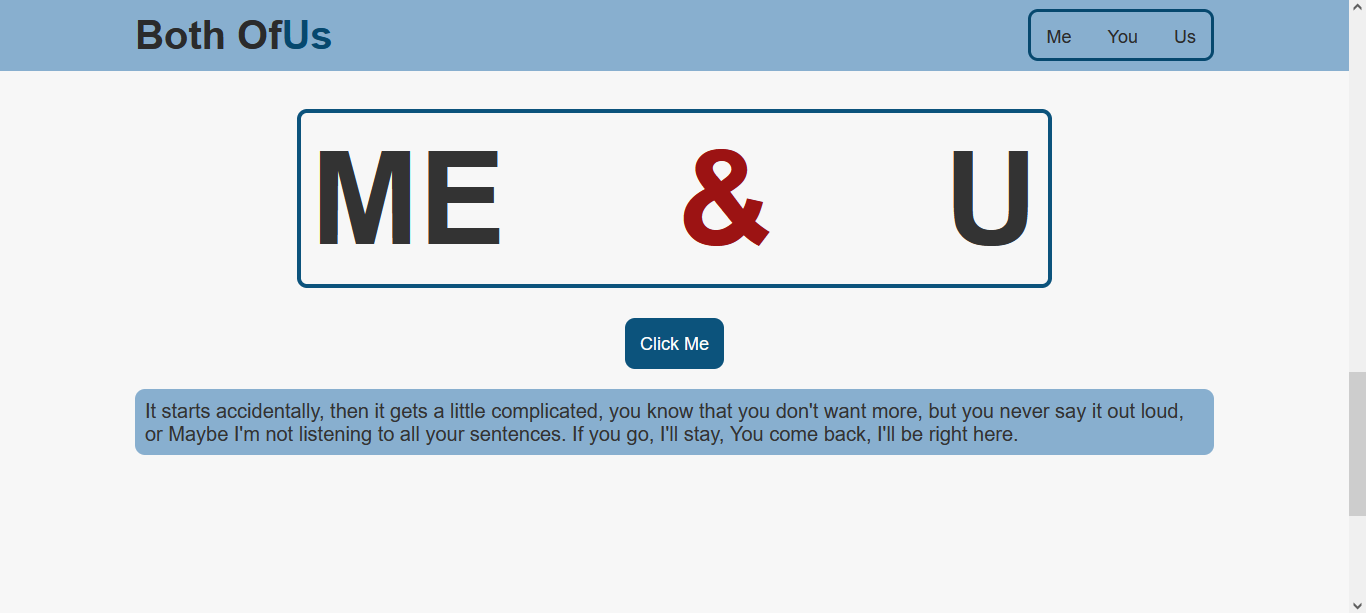 Both OfUs
Me You Us
ME & U
Click Me
It starts accidentally, then it gets a little complicated, you know that you don't want more, but you never say it out loud,
or Maybe I'm not listening to all your sentences. If you go, I'll stay, You come back, I'll be right here.